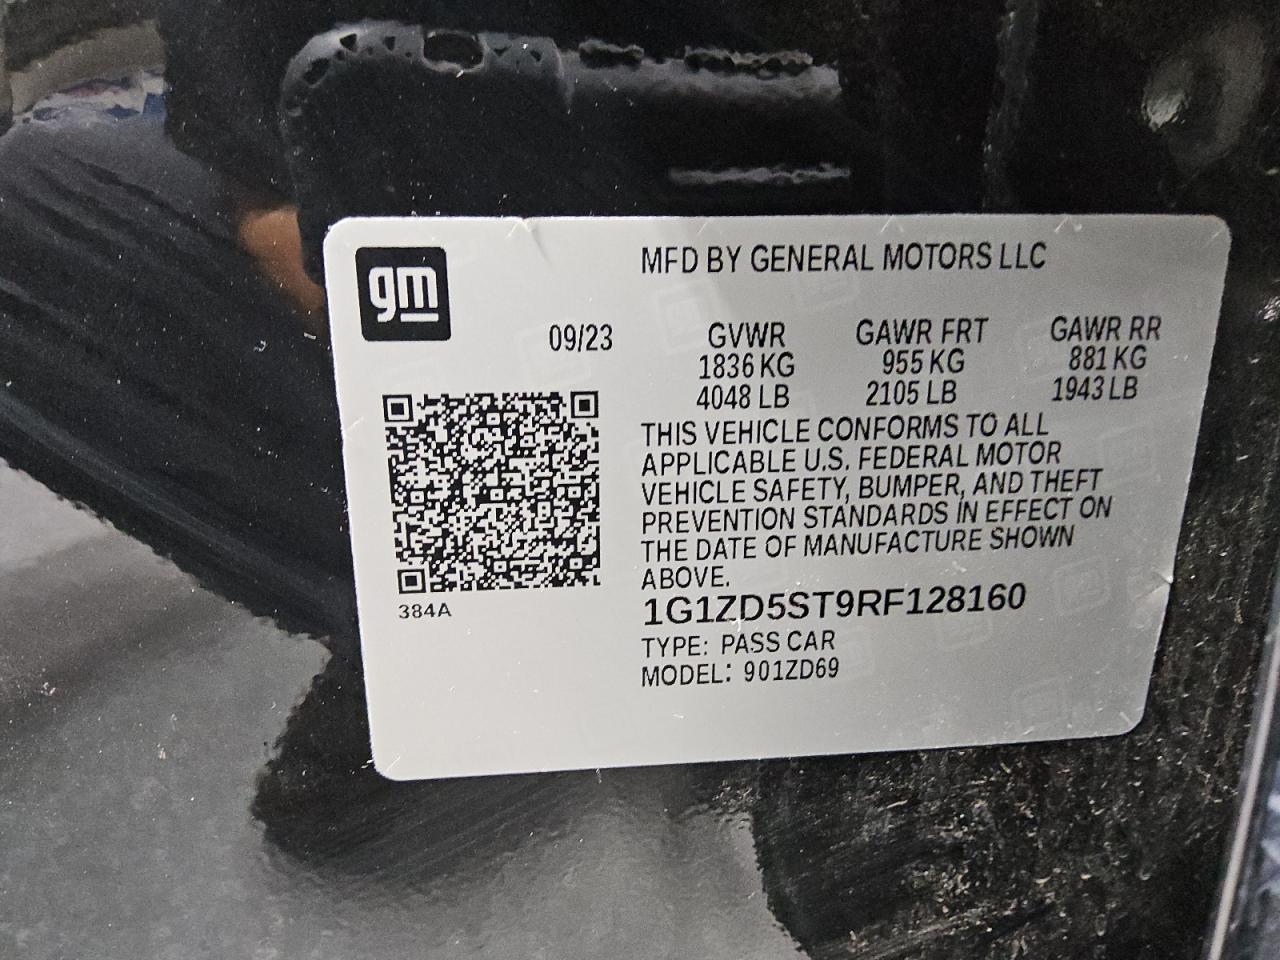 gm
MFD BY GENERAL MOTORS LLC
09/23
GVWR GAWR FRT GAWR RR
1836 KG 955 KG 881 KG
4048 LB 2105 LB 1943 LB
THIS VEHICLE CONFORMS TO ALL
APPLICABLE U.S. FEDERAL MOTOR
VEHICLE SAFETY, BUMPER, AND THEFT
PREVENTION STANDARDS IN EFFECT ON
THE DATE OF MANUFACTURE SHOWN
ABOVE.
384A
1G1ZD5ST9RF128160
TYPE: PASS CAR
MODEL: 901ZD69